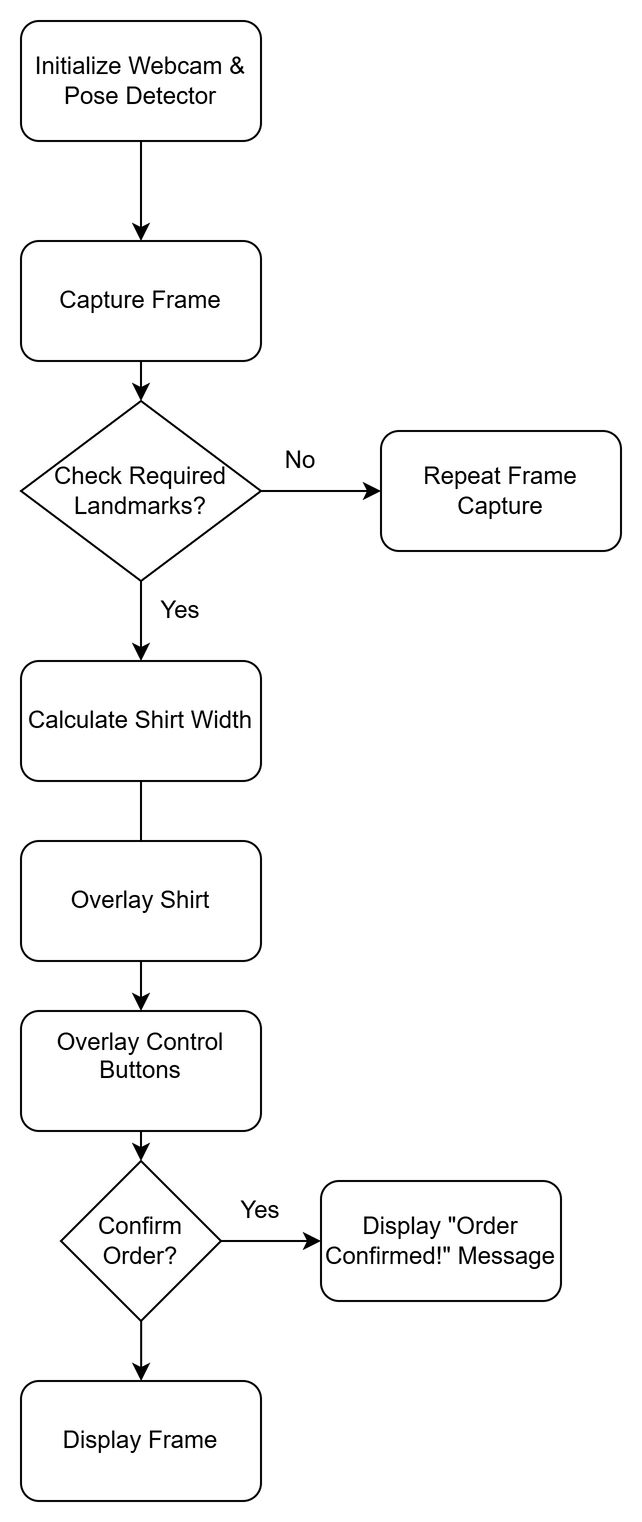 Initialize Webcam &
Pose Detector
Capture Frame
Check Required
Landmarks?
No
Repeat Frame
Capture
Yes
Calculate Shirt Width
Overlay Shirt
Overlay Control
Buttons
Confirm
Order?
Yes
Display "Order
Confirmed!" Message
Display Frame